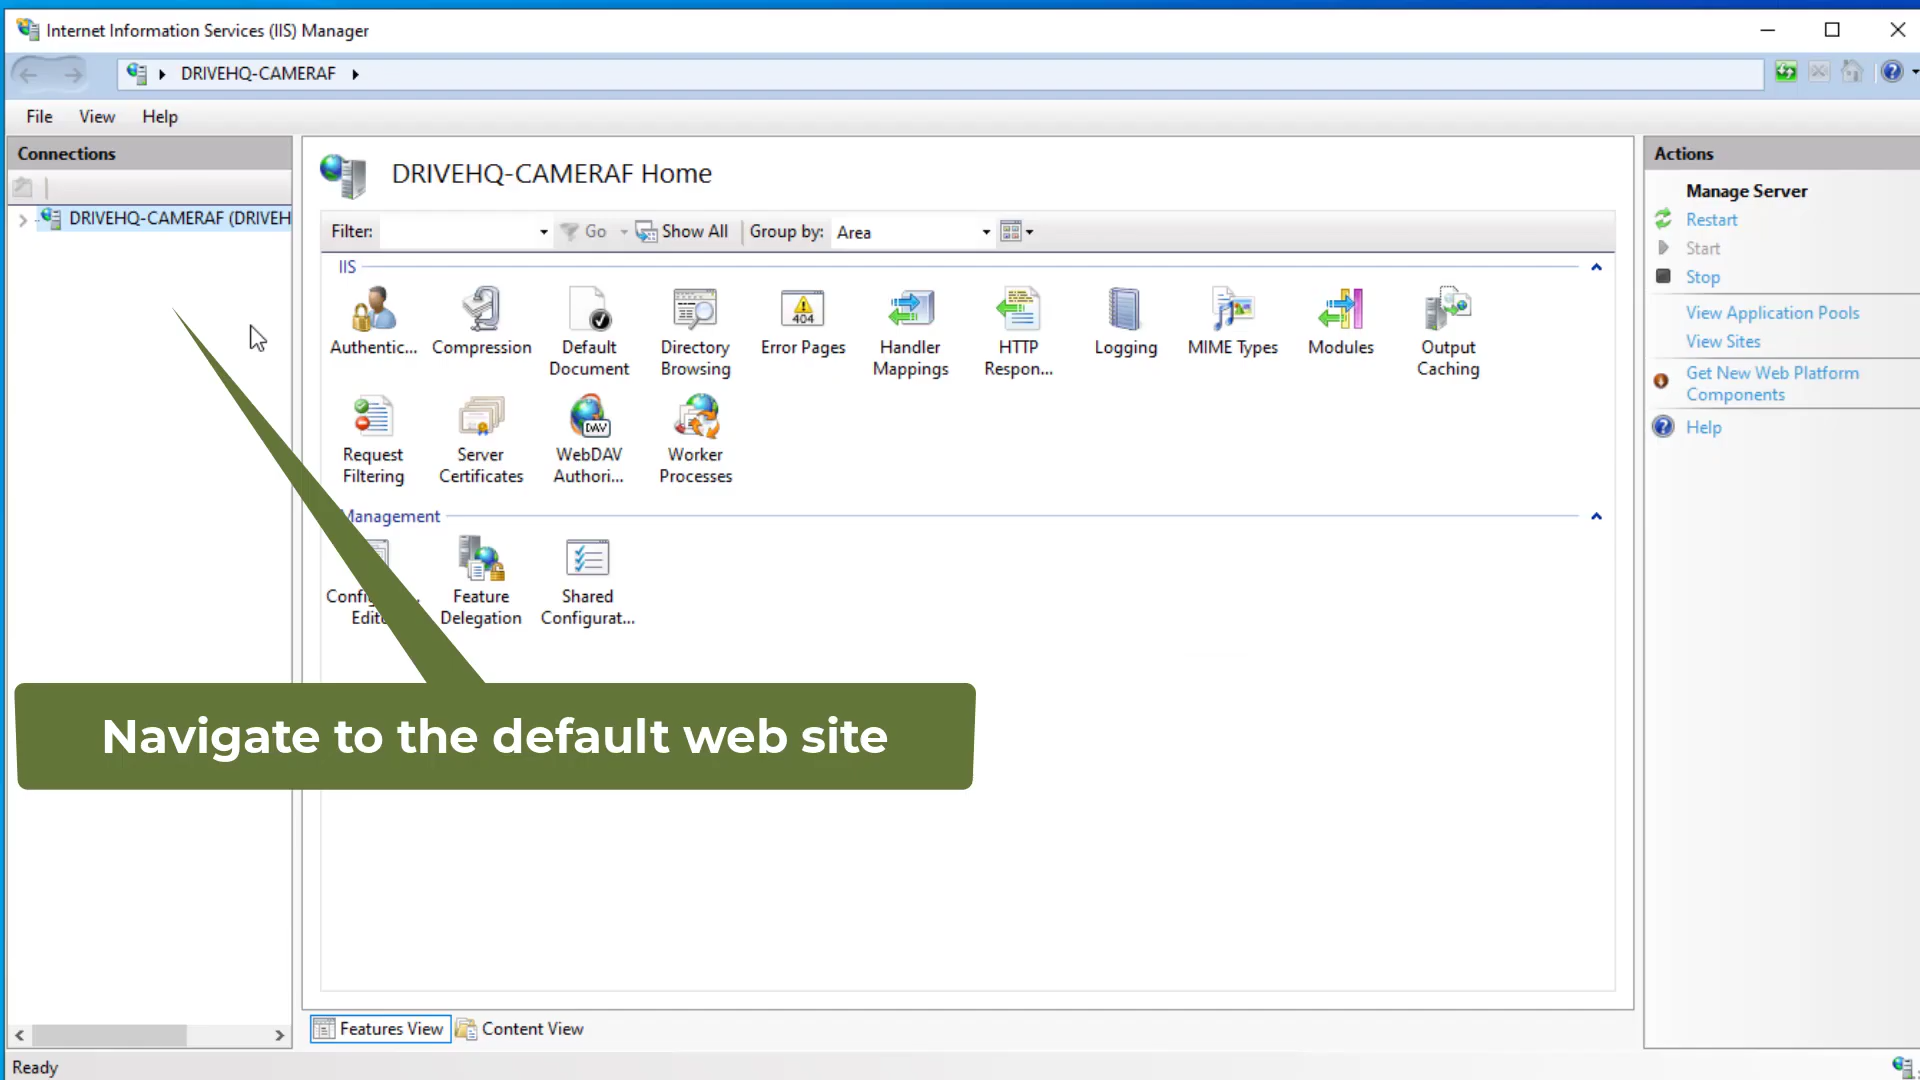 Internet Information Services (IIS) Manager
DRIVEHQ-CAMERAF
File View Help
Connections
DRIVEHQ-CAMERAF (DRIVEH
DRIVEHQ-CAMERAF Home
Filter: Go Show All Group by: Area
IIS
Authentic... Compression Default Document Directory Browsing Error Pages Handler Mappings HTTP Respon... Logging MIME Types Modules Output Caching
404
Request Filtering Server Certificates WebDAV Authori... Worker Processes
DAV
Management
Feature Delegation Shared Configurat...
Navigate to the default web site
Features View Content View
Ready
Actions
Manage Server
Restart
Start
Stop
View Application Pools
View Sites
Get New Web Platform
Components
Help